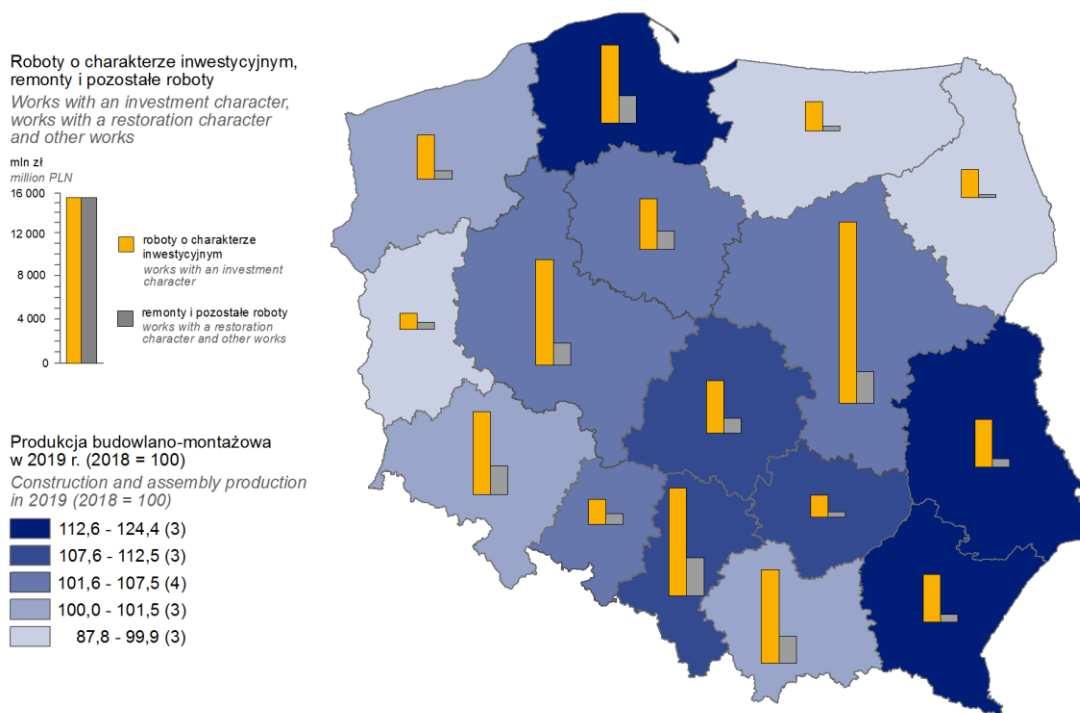 Roboty o charakterze inwestycyjnym,
remonty i pozostałe roboty
Works with an investment character,
works with a restoration character
and other works
mln zł
million PLN
16 000
12 000
8 000
4 000
0
roboty o charakterze
inwestycyjnym
works with an investment
character
remonty i pozostałe roboty
works with a restoration
character and other works
Produkcja budowlano-montażowa
w 2019 r. (2018 = 100)
Construction and assembly production
in 2019 (2018 = 100)
112,6 - 124,4 (3)
107,6 - 112,5 (3)
101,6 - 107,5 (4)
100,0 - 101,5 (3)
87,8 - 99,9 (3)